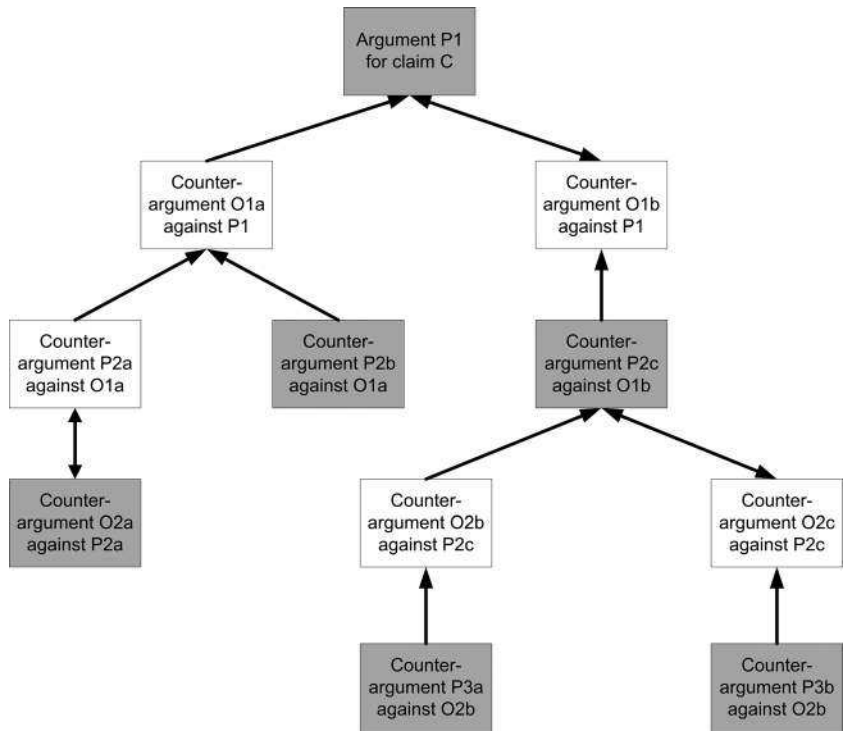 Argument P1
for claim C
Counter-
argument O1a
against P1
Counter-
argument O1b
against P1
Counter-
argument P2a
against O1a
Counter-
argument P2b
against O1a
Counter-
argument P2c
against O1b
Counter-
argument O2a
against P2a
Counter-
argument O2b
against P2c
Counter-
argument O2c
against P2c
Counter-
argument P3a
against O2b
Counter-
argument P3b
against O2b